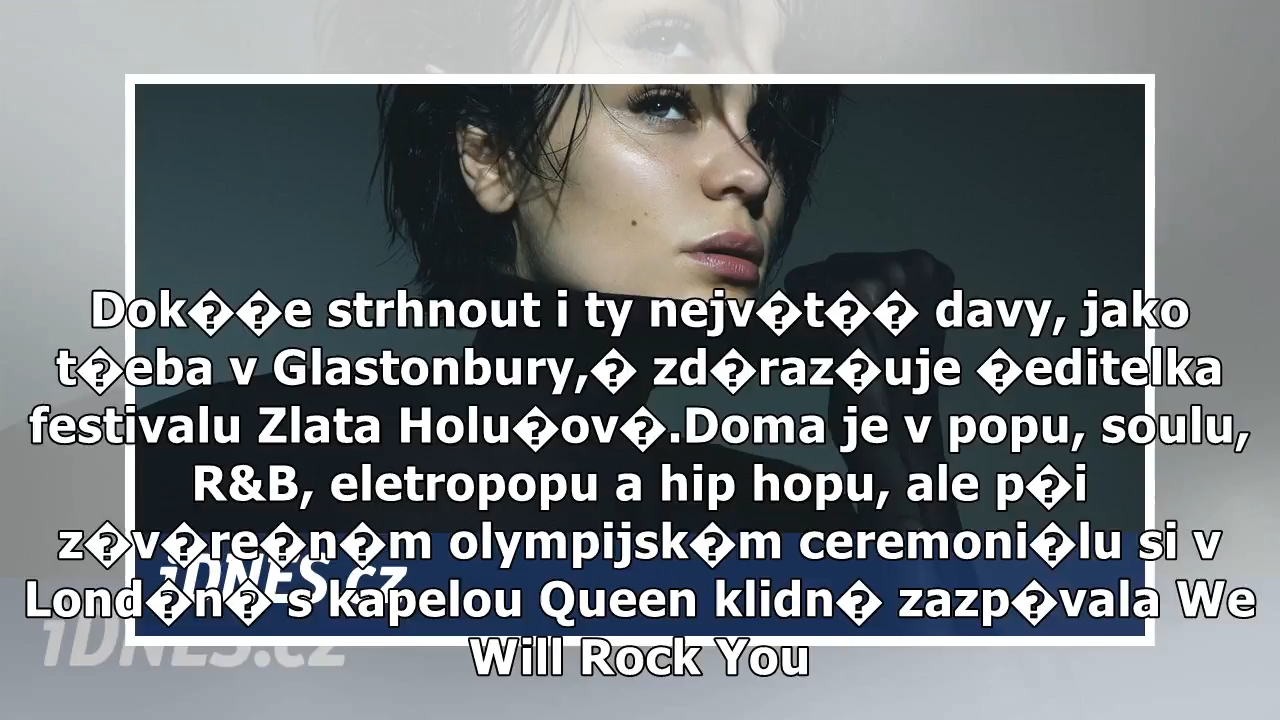 Dok��e strhnout i ty nejv�t�� davy, jako
t�eba v Glastonbury,� zd�raz�uje �editelka
festivalu Zlata Holu�ov�.Doma je v popu, soulu,
R&B, eletropopu a hip hopu, ale p�i
z�v�re�n�m olympijsk�m ceremoni�lu si v
Lond�n� s kapelou Queen klidn� zazp�vala We
Will Rock You
iDNES.cz
iDNES.cz